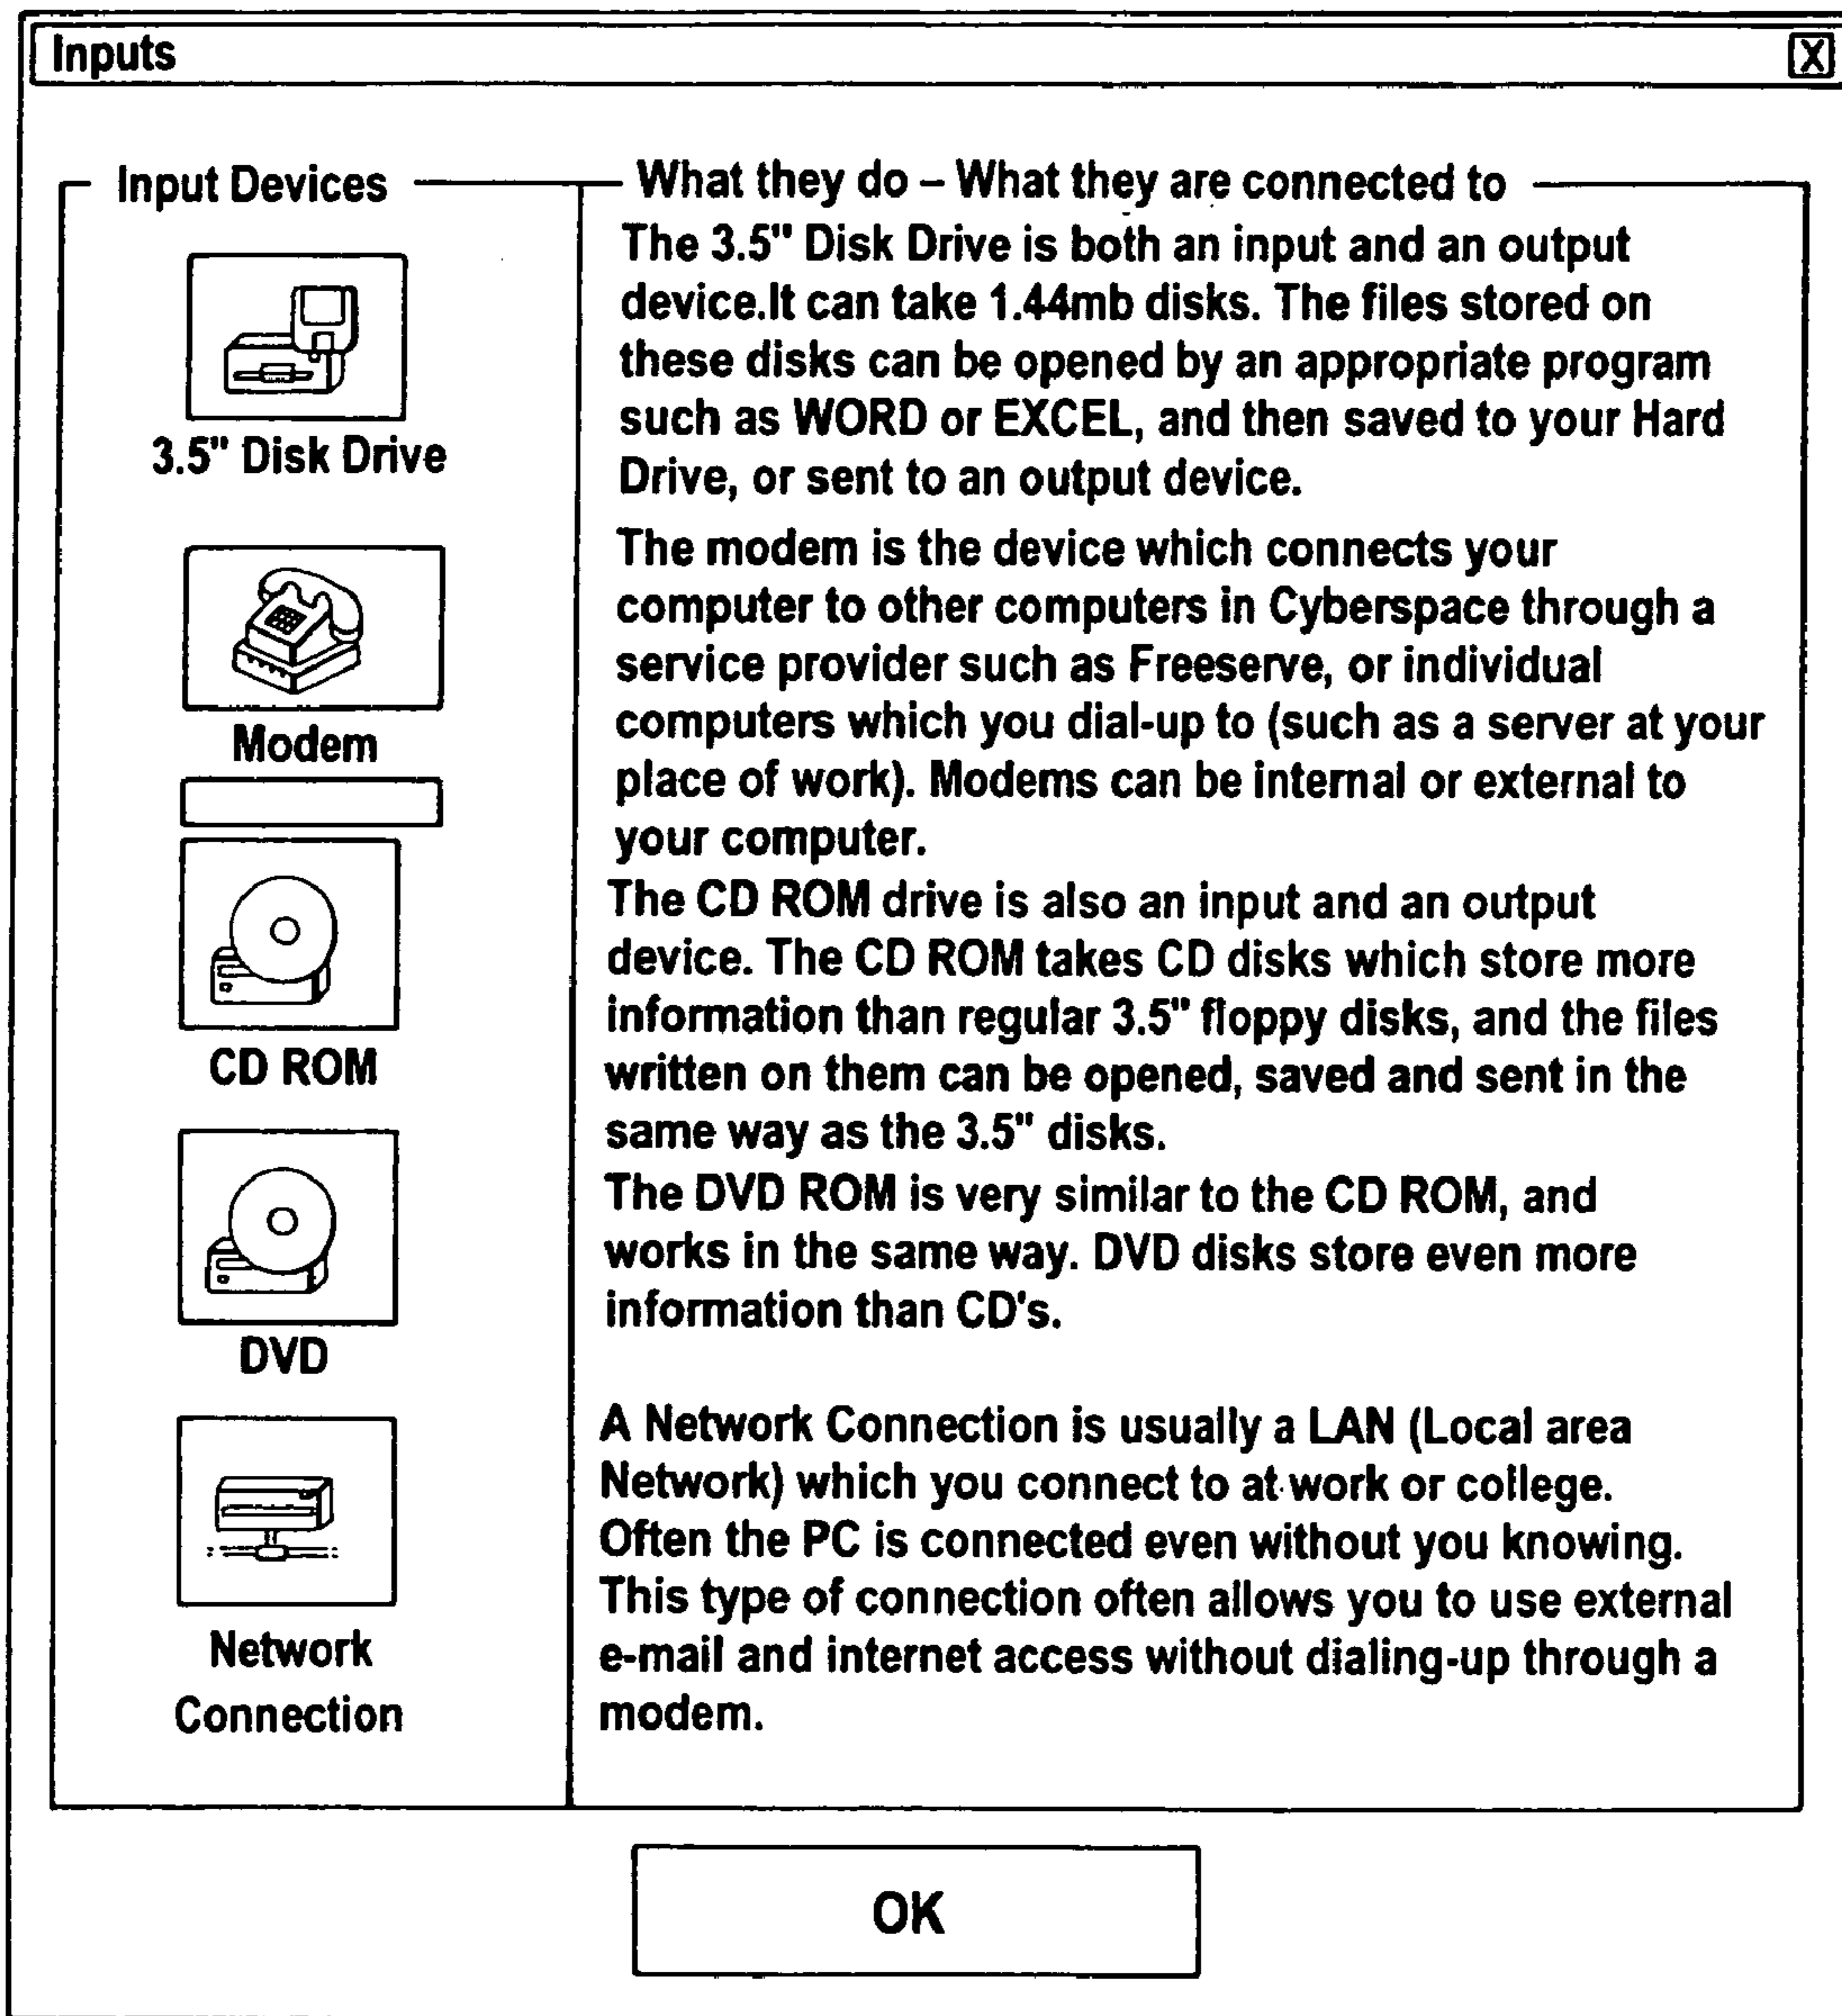 Inputs
X
Input Devices
What they do – What they are connected to
3.5" Disk Drive
The 3.5" Disk Drive is both an input and an output
device.It can take 1.44mb disks. The files stored on
these disks can be opened by an appropriate program
such as WORD or EXCEL, and then saved to your Hard
Drive, or sent to an output device.
Modem
The modem is the device which connects your
computer to other computers in Cyberspace through a
service provider such as Freeserve, or individual
computers which you dial-up to (such as a server at your
place of work). Modems can be internal or external to
your computer.
CD ROM
The CD ROM drive is also an input and an output
device. The CD ROM takes CD disks which store more
information than regular 3.5" floppy disks, and the files
written on them can be opened, saved and sent in the
same way as the 3.5" disks.
DVD
The DVD ROM is very similar to the CD ROM, and
works in the same way. DVD disks store even more
information than CD's.
Network
Connection
A Network Connection is usually a LAN (Local area
Network) which you connect to at work or college.
Often the PC is connected even without you knowing.
This type of connection often allows you to use external
e-mail and internet access without dialing-up through a
modem.
OK